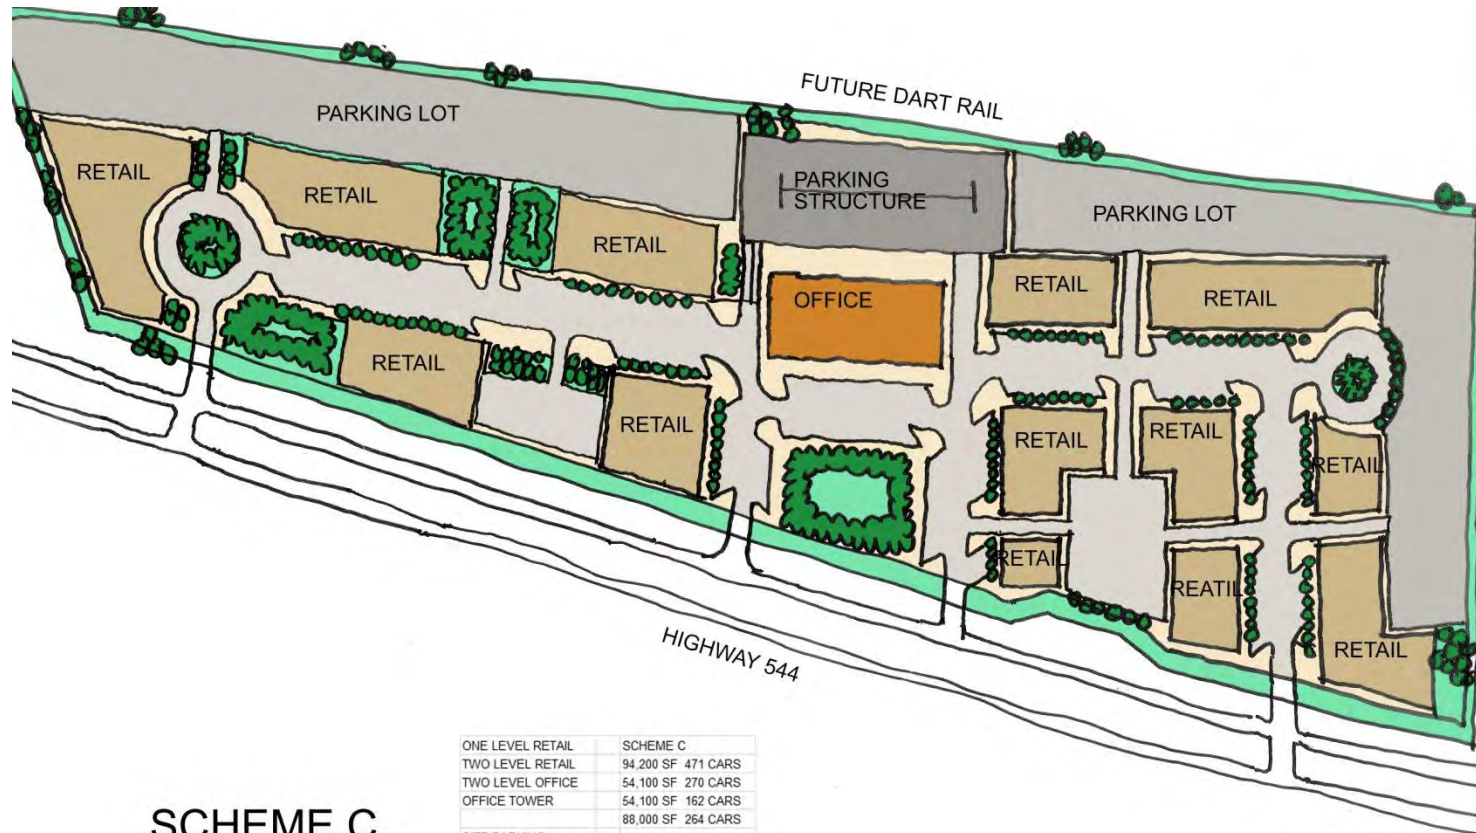 FUTURE DART RAIL
PARKING LOT
RETAIL
RETAIL
RETAIL
PARKING
STRUCTURE
PARKING LOT
OFFICE
RETAIL
RETAIL
RETAIL
RETAIL
RETAIL
RETAIL
RETAIL
RETAIL
REATIL
RETAIL
HIGHWAY 544
ONE LEVEL RETAIL SCHEME C
TWO LEVEL RETAIL 94,200 SF 471 CARS
TWO LEVEL OFFICE 54,100 SF 270 CARS
OFFICE TOWER 54,100 SF 162 CARS
88,000 SF 264 CARS
SCHEME C